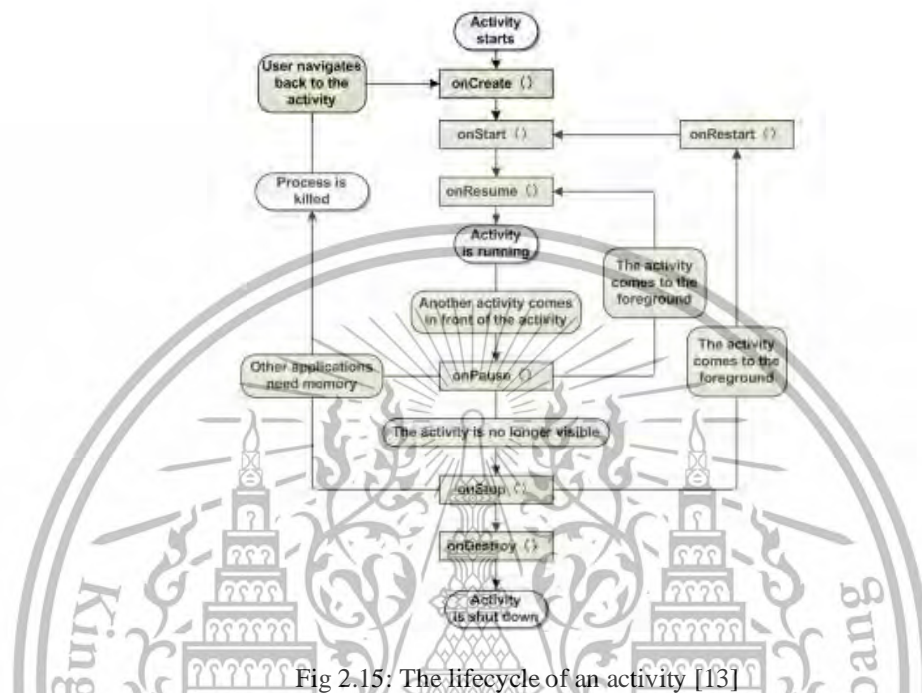 Activity
starts
User navigates
back to the
activity
onCreate ()
onStart ()
onRestart ()
onResume ()
Process is
killed
Activity
is running
The activity
comes to the
foreground
Another activity comes
in front of the activity
The activity
comes to the
foreground
Other applications
need memory
onPause ()
The activity is no longer visible
onStop ()
onDestroy ()
Activity
is shut down
Fig 2.15: The lifecycle of an activity [13]